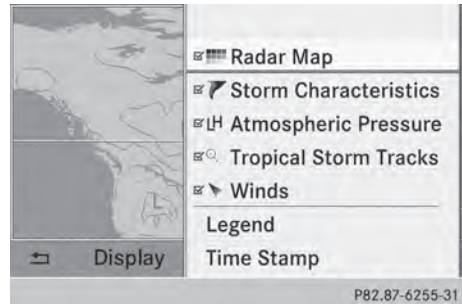 Radar Map
Storm Characteristics
LH Atmospheric Pressure
Tropical Storm Tracks
Winds
Legend
Display
Time Stamp
P82.87-6255-31